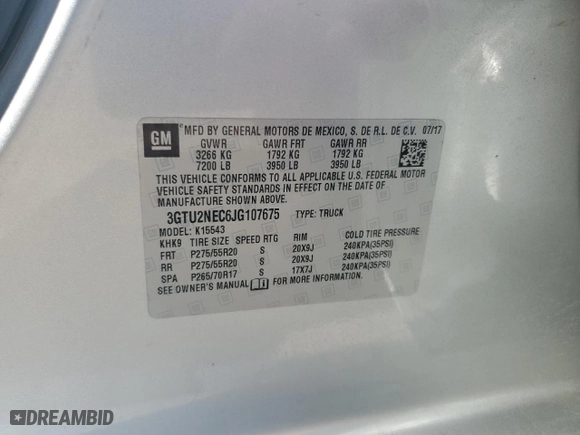 GM
©MFD BY GENERAL MOTORS DE MEXICO, S. DE R.L. DE C.V. 07/17
GVWR GAWR FRT GAWR RR
3266 KG 1792 KG 1792 KG
7200 LB 3950 LB 3950 LB
THIS VEHICLE CONFORMS TO ALL APPLICABLE U.S. FEDERAL MOTOR
VEHICLE SAFETY STANDARDS IN EFFECT ON THE DATE OF
MANUFACTURE SHOWN ABOVE.
3GTU2NEC6JG107675 TYPE: TRUCK
MODEL: K15543
KHK9 TIRE SIZE SPEED RTG RIM COLD TIRE PRESSURE
FRT P275/55R20 S 20X9J 240KPA(35PSI)
RR P275/55R20 S 20X9J 240KPA(35PSI)
SPA P265/70R17 S 17X7J 240KPA(35PSI)
SEE OWNER'S MANUAL FOR MORE INFORMATION.
DREAMBID